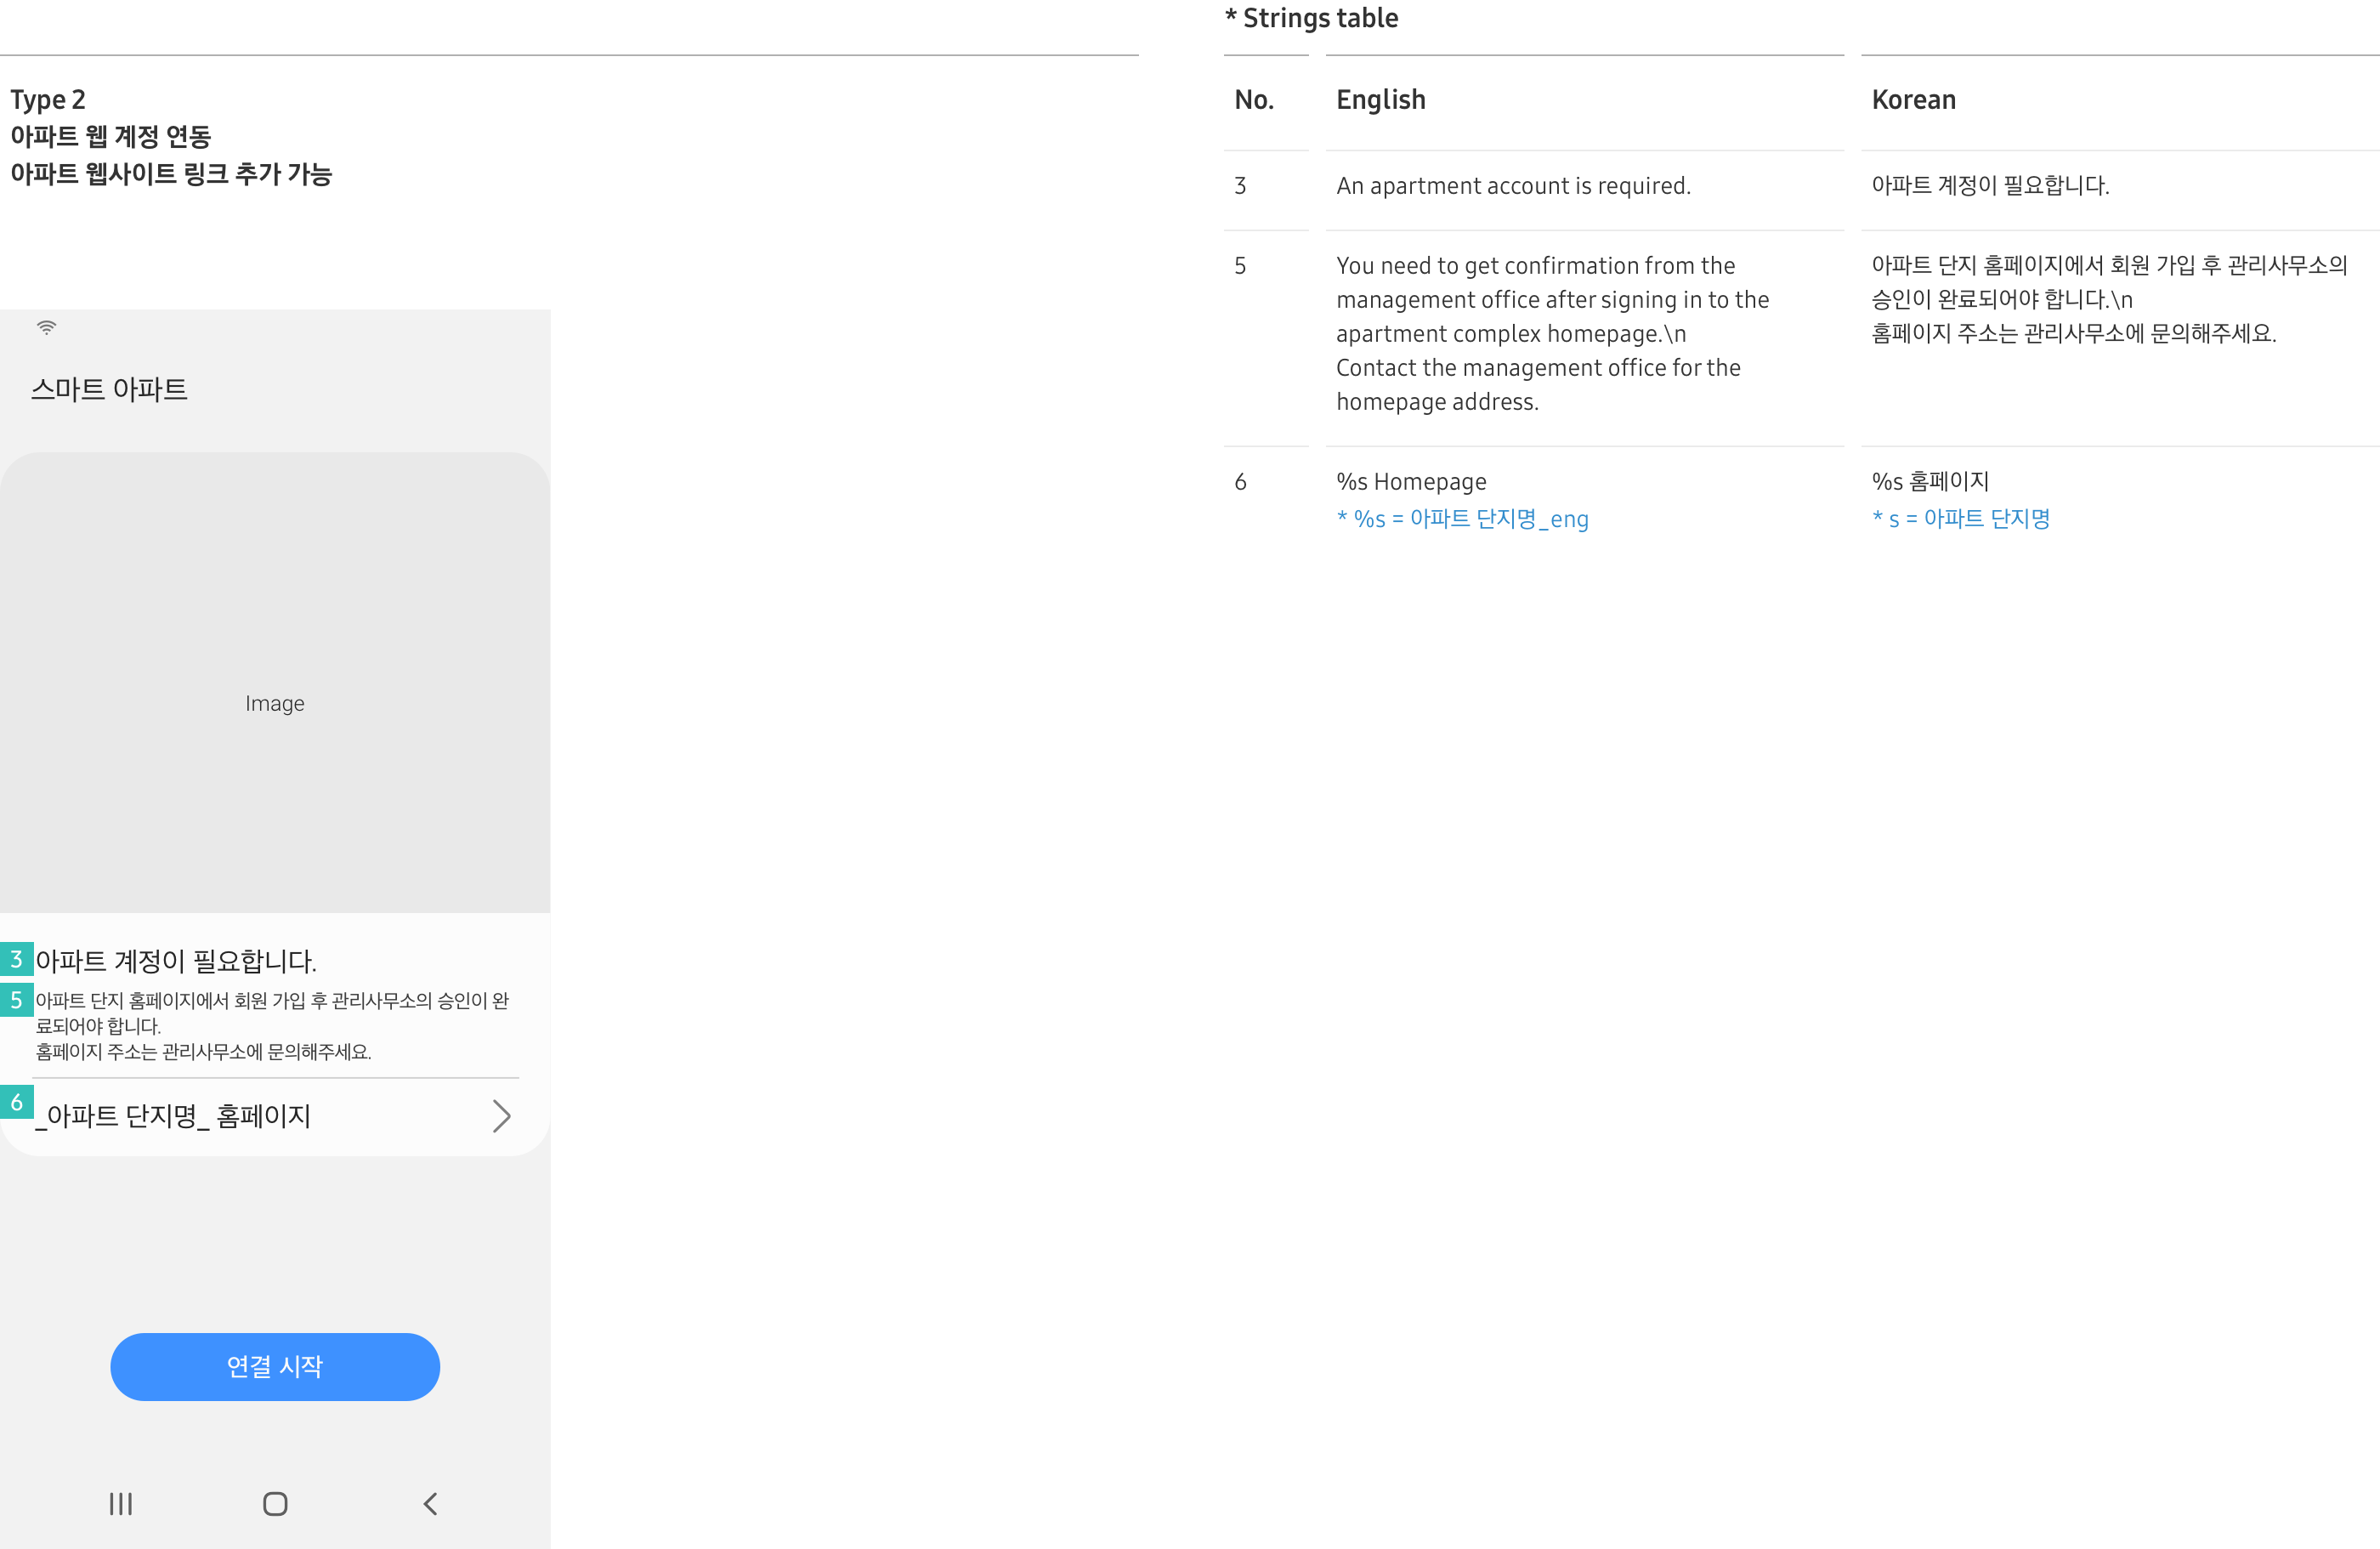 Type 2
아파트 웹 계정 연동
아파트 웹사이트 링크 추가 가능
스마트 아파트
Image
3 아파트 계정이 필요합니다.
5 아파트 단지 홈페이지에서 회원 가입 후 관리사무소의 승인이 완
료되어야 합니다.
홈페이지 주소는 관리사무소에 문의해주세요.
6 _아파트 단지명_ 홈페이지
연결 시작
* Strings table
No. English Korean
3 An apartment account is required. 아파트 계정이 필요합니다.
5 You need to get confirmation from the 아파트 단지 홈페이지에서 회원 가입 후 관리사무소의
management office after signing in to the 승인이 완료되어야 합니다.\n
apartment complex homepage.\n 홈페이지 주소는 관리사무소에 문의해주세요.
Contact the management office for the
homepage address.
6 %s Homepage %s 홈페이지
* %s = 아파트 단지명_eng * s = 아파트 단지명